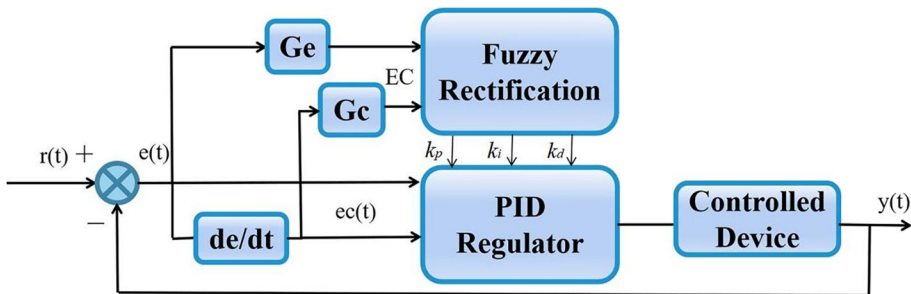 Ge
Fuzzy
Rectification
EC
Gc
r(t) +
e(t)
kp
ki
kd
ec(t)
PID
Regulator
Controlled
Device
y(t)
−
de/dt